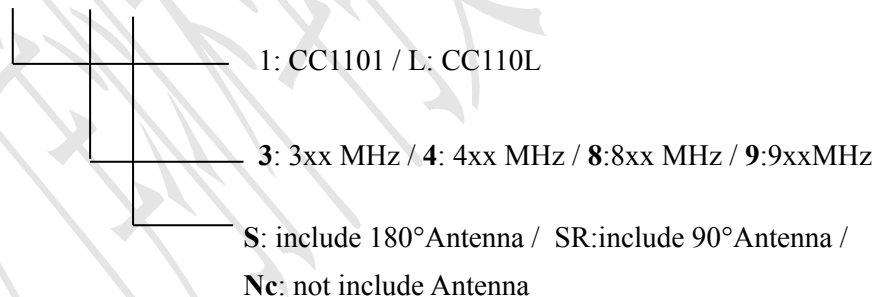 1: CC1101 / L: CC110L
3: 3xx MHz / 4: 4xx MHz / 8:8xx MHz / 9:9xxMHz
S: include 180°Antenna / SR:include 90°Antenna /
Nc: not include Antenna